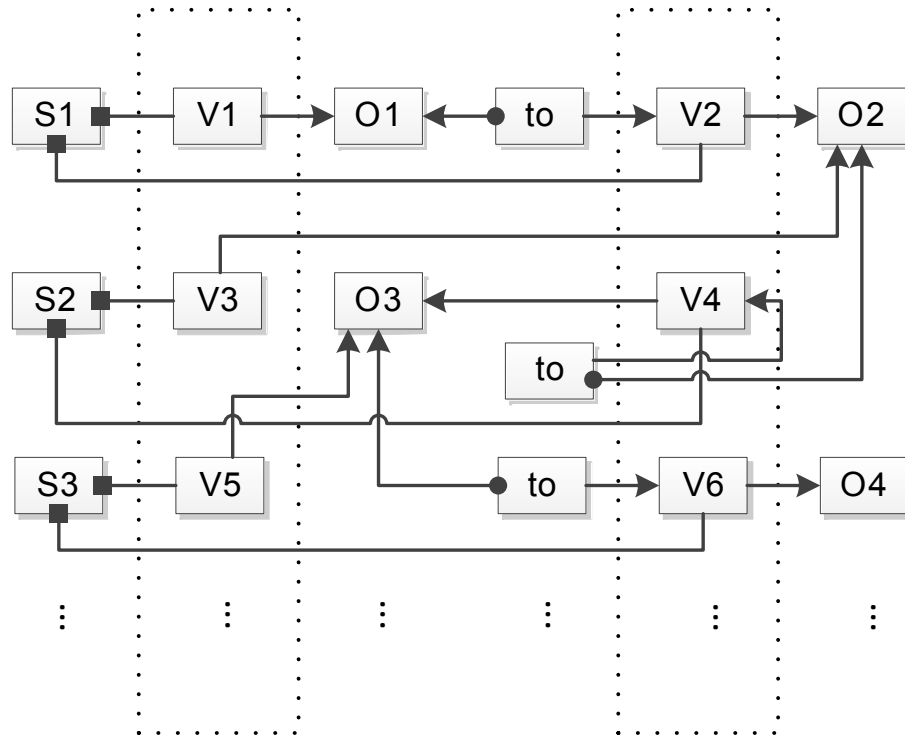 S1 V1 O1 to V2 O2
S2 V3 O3 V4
to
S3 V5 to V6 O4
⋮ ⋮ ⋮ ⋮ ⋮ ⋮